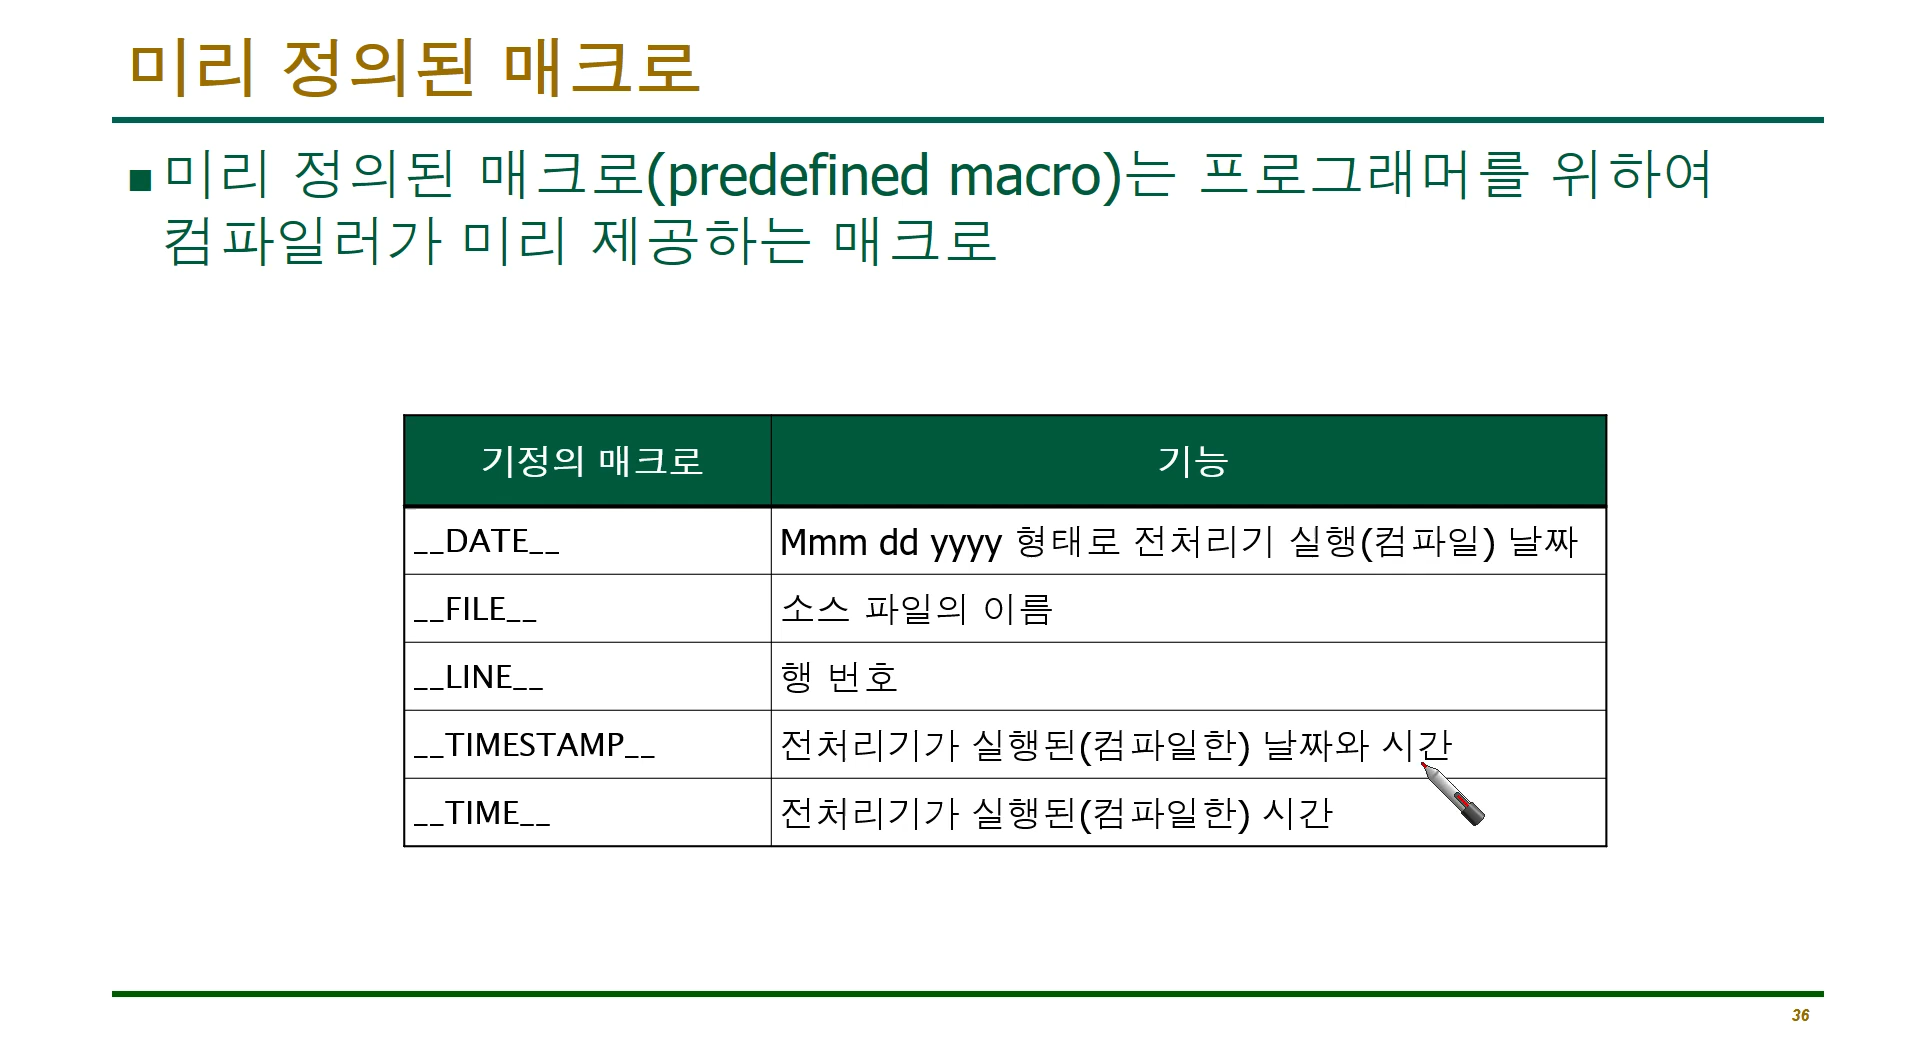 미리 정의된 매크로
■ 미리 정의된 매크로(predefined macro)는 프로그래머를 위하여
컴파일러가 미리 제공하는 매크로
기정의 매크로 기능
__DATE__ Mmm dd yyyy 형태로 전처리기 실행(컴파일) 날짜
__FILE__ 소스 파일의 이름
__LINE__ 행 번호
__TIMESTAMP__ 전처리기가 실행된(컴파일한) 날짜와 시간
__TIME__ 전처리기가 실행된(컴파일한) 시간
36